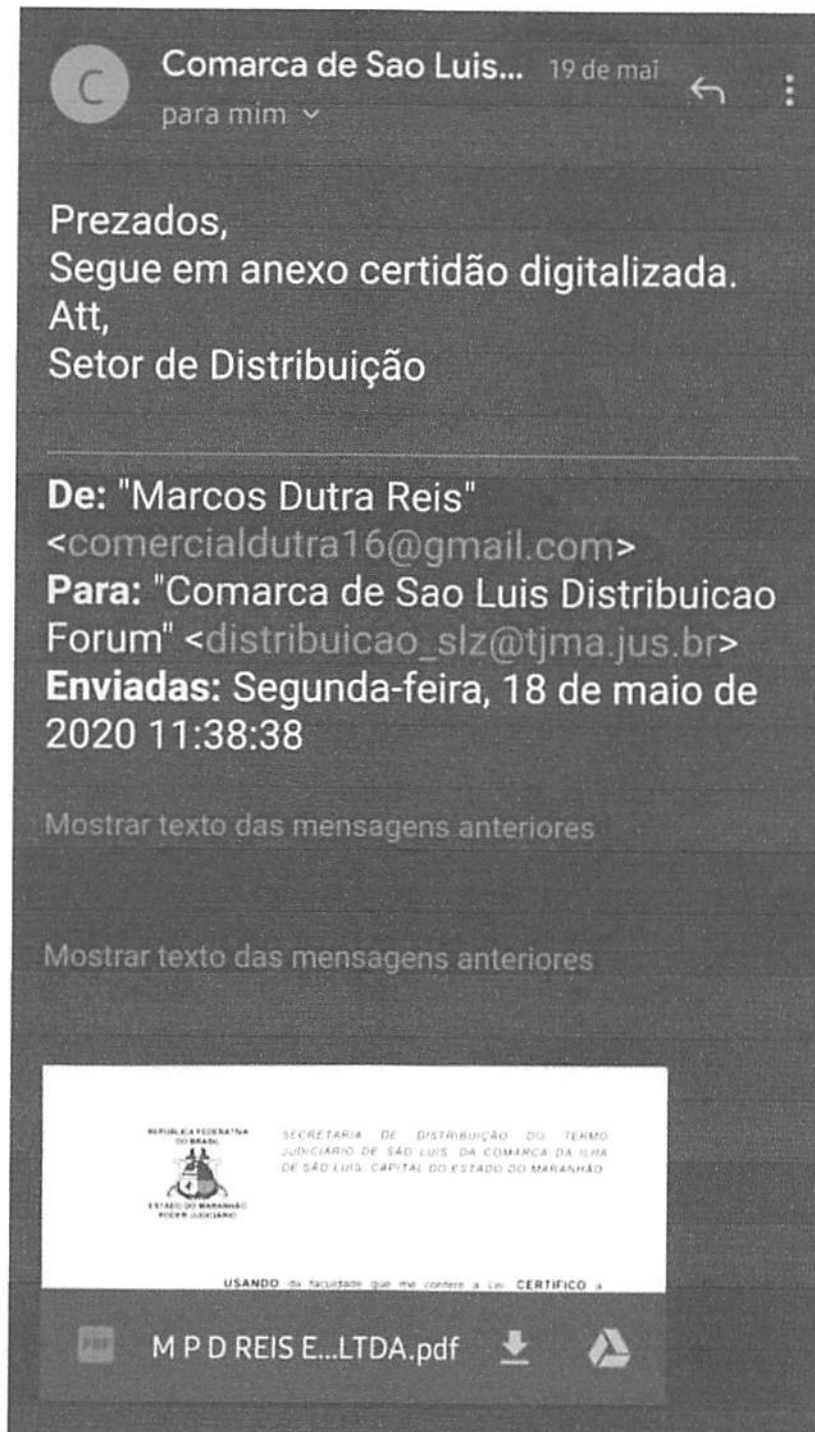 C
Comarca de Sao Luis... 19 de mai
para mim
Prezados,
Segue em anexo certidão digitalizada.
Att,
Setor de Distribuição
De: "Marcos Dutra Reis"
<comercialdutra16@gmail.com>
Para: "Comarca de Sao Luis Distribuicao
Forum" <distribuicao_slz@tjma.jus.br>
Enviadas: Segunda-feira, 18 de maio de
2020 11:38:38
Mostrar texto das mensagens anteriores
Mostrar texto das mensagens anteriores
REPUBLICA FEDERATIVA
DO BRASIL
ESTADO DO MARANHÃO
PODER JUDICIÁRIO
SECRETARIA DE DISTRIBUIÇÃO DO TERMO
JUDICIÁRIO DE SÃO LUIS, DA COMARCA DA ILHA
DE SÃO LUIS, CAPITAL DO ESTADO DO MARANHÃO
USANDO da faculdade que me confere a Lei, CERTIFICO a
PDF
M P D REIS E...LTDA.pdf